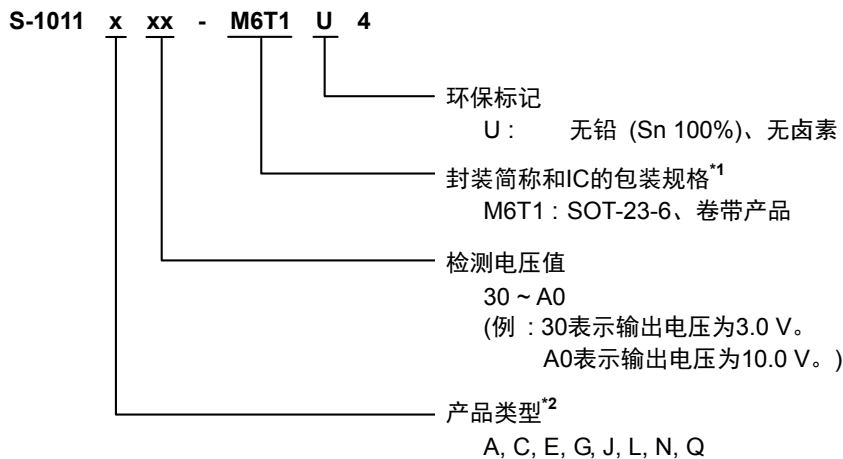 S-1011 x xx - M6T1 U 4
环保标记
U : 无铅 (Sn 100%)、无卤素
封装简称和IC的包装规格*1
M6T1 : SOT-23-6、卷带产品
检测电压值
30 ~ A0
(例 : 30表示输出电压为3.0 V。
A0表示输出电压为10.0 V。)
产品类型*2
A, C, E, G, J, L, N, Q